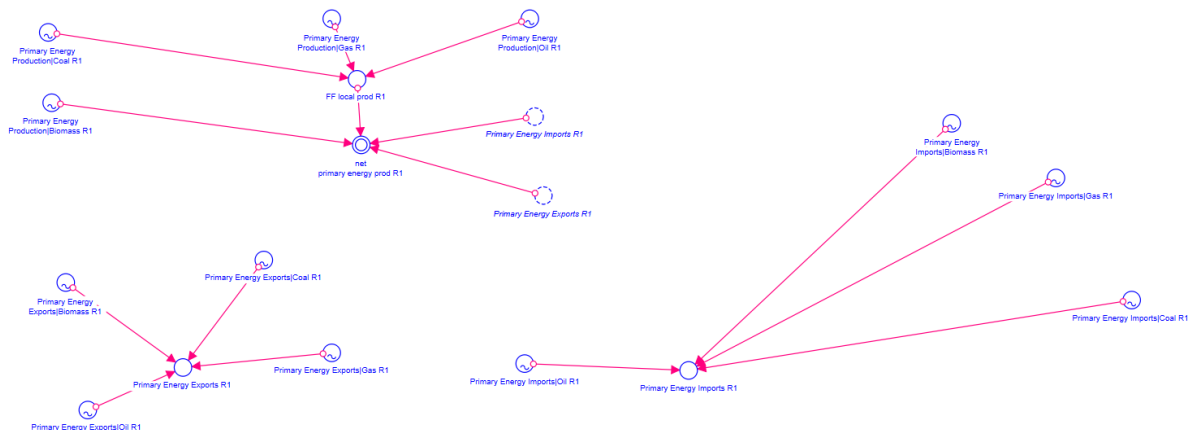 Primary Energy
Production|Coal R1
Primary Energy
Production|Gas R1
Primary Energy
Production|Oil R1
FF local prod R1
Primary Energy
Production|Biomass R1
Primary Energy Imports R1
net
primary energy prod R1
Primary Energy Exports R1
Primary Energy
Imports|Biomass R1
Primary Energy Imports|Gas R1
Primary Energy Exports|Coal R1
Primary Energy
Exports|Biomass R1
Primary Energy Imports|Coal R1
Primary Energy Exports|Gas R1
Primary Energy Exports R1
Primary Energy Imports|Oil R1
Primary Energy Imports R1
Primary Energy Exports|Oil R1